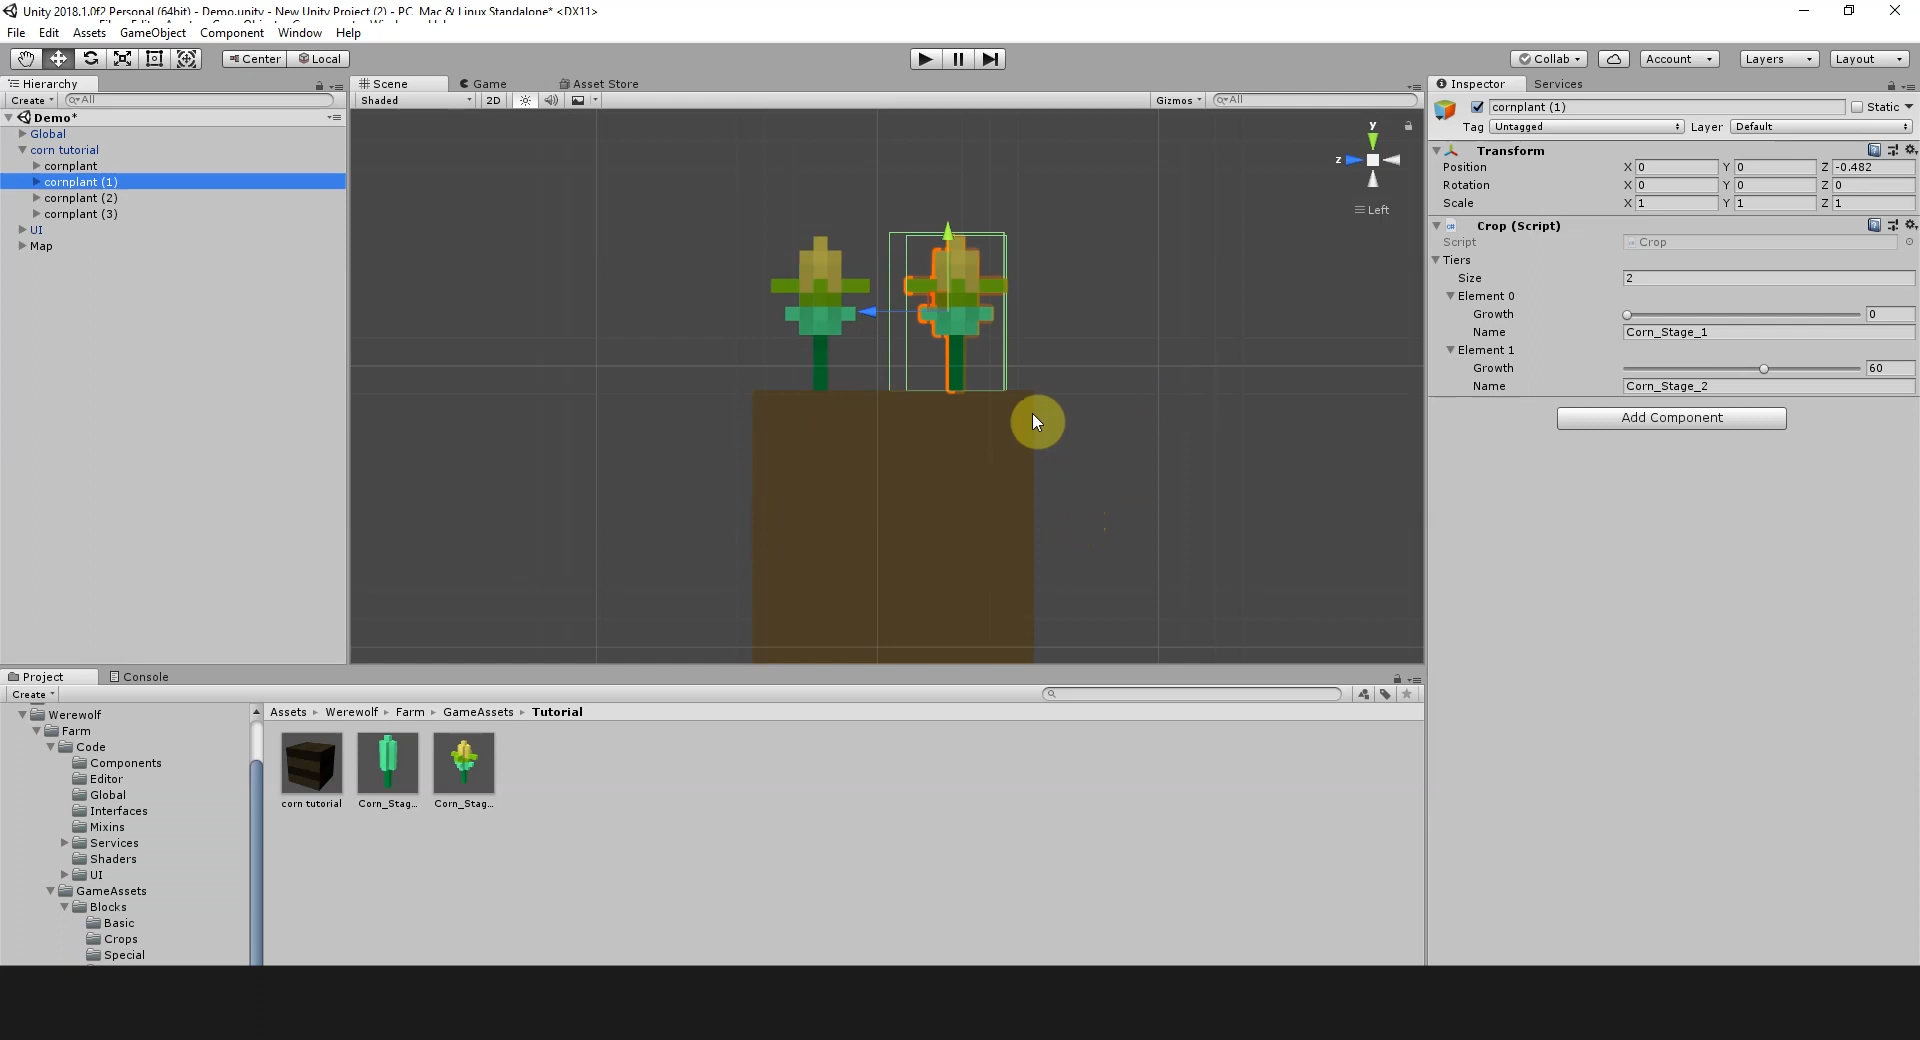 Unity 2018.1.0f2 Personal (64bit) - Demo.unity - New Unity Project (2) - PC, Mac & Linux Standalone* <DX11>
File Edit Assets GameObject Component Window Help
Center Local Collab Account Layers Layout
Hierarchy
Create All
Demo*
Global
corn tutorial
cornplant
cornplant (1)
cornplant (2)
cornplant (3)
UI
Map
Scene Game Asset Store
Shaded 2D Gizmos All
y
z
Left
Inspector Services
cornplant (1) Static
Tag Untagged Layer Default
Transform
Position X 0 Y 0 Z -0.482
Rotation X 0 Y 0 Z 0
Scale X 1 Y 1 Z 1
Crop (Script)
Script Crop
Tiers
Size 2
Element 0
Growth 0
Name Corn_Stage_1
Element 1
Growth 60
Name Corn_Stage_2
Add Component
Project Console
Create
Werewolf
Farm
Code
Components
Editor
Global
Interfaces
Mixins
Services
Shaders
UI
GameAssets
Blocks
Basic
Crops
Special
Assets Werewolf Farm GameAssets Tutorial
corn tutorial Corn_Stag... Corn_Stag...